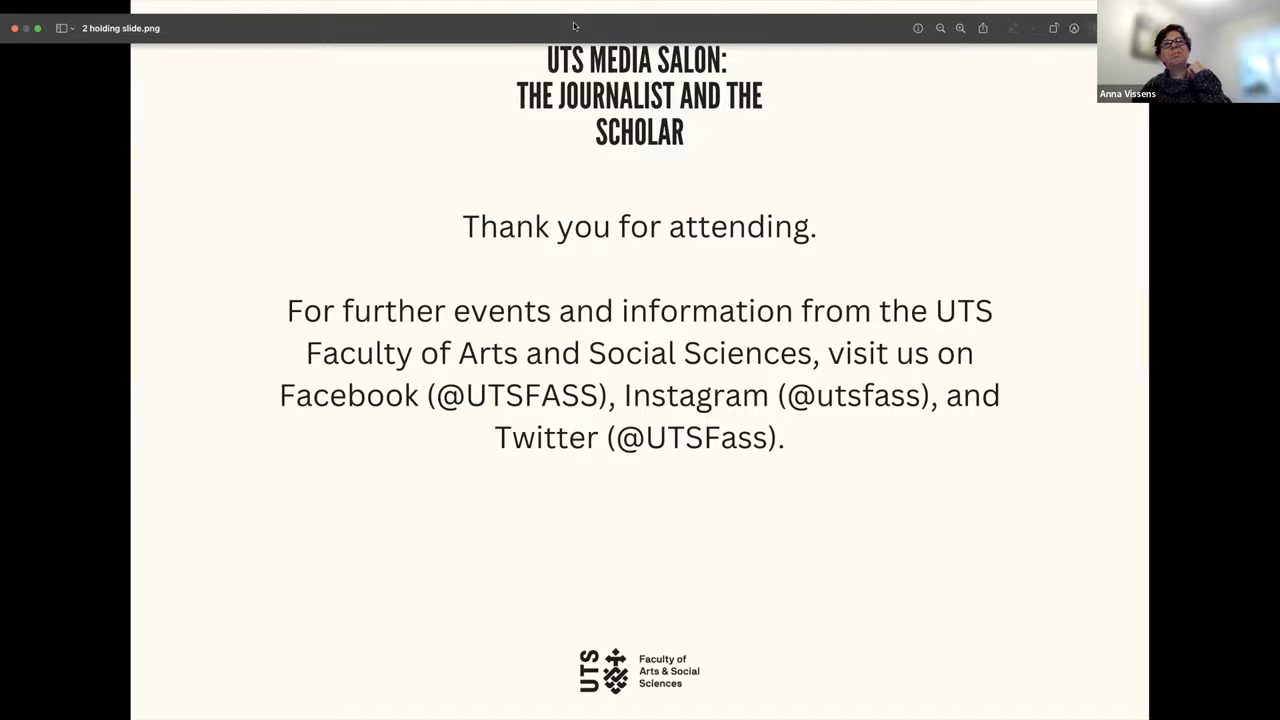 2 holding slide.png
Anna Vissens
UTS MEDIA SALON:
THE JOURNALIST AND THE
SCHOLAR
Thank you for attending.
For further events and information from the UTS
Faculty of Arts and Social Sciences, visit us on
Facebook (@UTSFASS), Instagram (@utsfass), and
Twitter (@UTSFass).
UTS
Faculty of
Arts & Social
Sciences